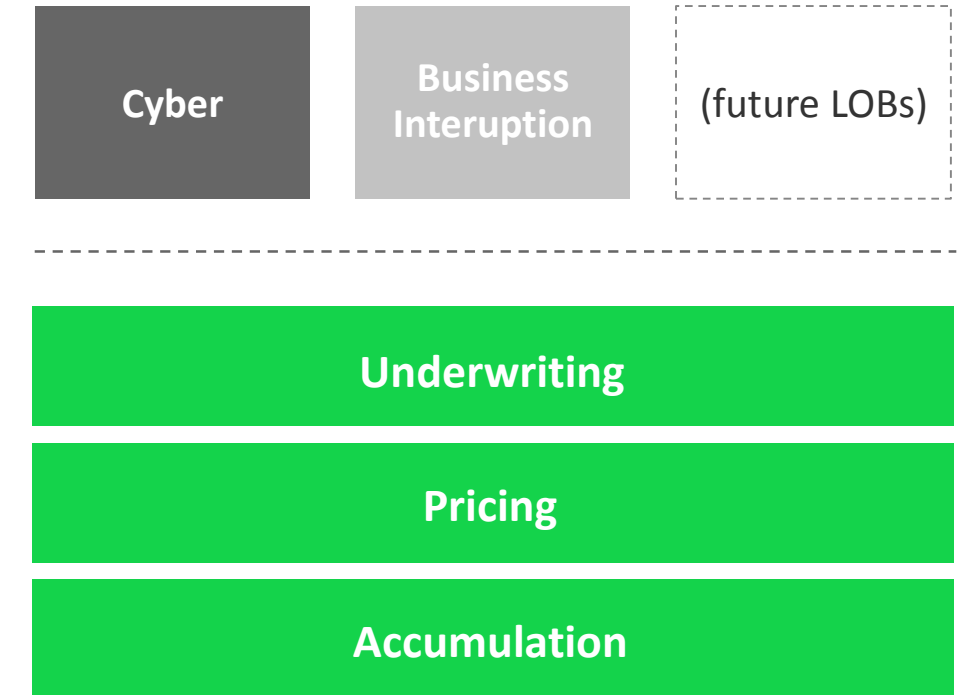 Cyber
Business
Interuption
(future LOBs)
Underwriting
Pricing
Accumulation